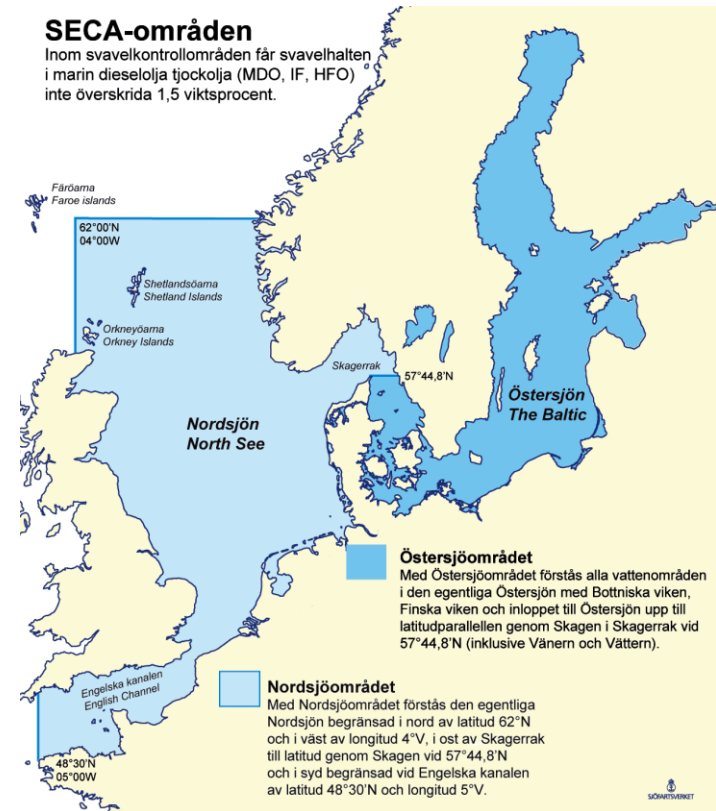 SECA-områden
Inom svavelkontrollområden får svavelhalten
i marin dieselolja tjockolja (MDO, IF, HFO)
inte överskrida 1,5 viktsprocent.
Färöarna
Faroe islands
62°00'N
04°00W
Shetlandsöarna
Shetland Islands
Orkneyöarna
Orkney Islands
Skagerrak
57°44,8'N
Östersjön
The Baltic
Nordsjön
North See
Östersjöområdet
Med Östersjöområdet förstås alla vattenområden
i den egentliga Östersjön med Bottniska viken,
Finska viken och inloppet till Östersjön upp till
latitudparallellen genom Skagen i Skagerrak vid
57°44,8'N (inklusive Vänern och Vättern).
Engelska kanalen
English Channel
Nordsjöområdet
Med Nordsjöområdet förstås den egentliga
Nordsjön begränsad i nord av latitud 62°N
och i väst av longitud 4°V, i ost av Skagerrak
till latitud genom Skagen vid 57°44,8'N
och i syd begränsad vid Engelska kanalen
av latitud 48°30'N och longitud 5°V.
48°30'N
05°00W
SJÖFARTSVERKET